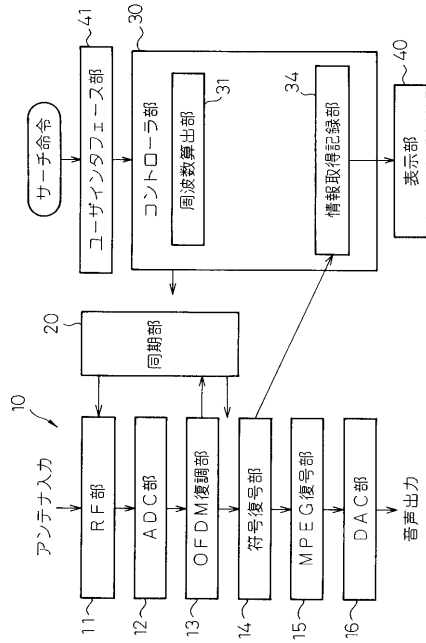 10
アンテナ入力
11
RF部
12
ADC部
13
OFDM復調部
14
符号復号部
15
MPEG復号部
16
DAC部
音声出力
20
同期部
サーチ命令
ユーザインタフェース部
41
コントローラ部
30
周波数算出部
31
情報取得記録部
34
表示部
40